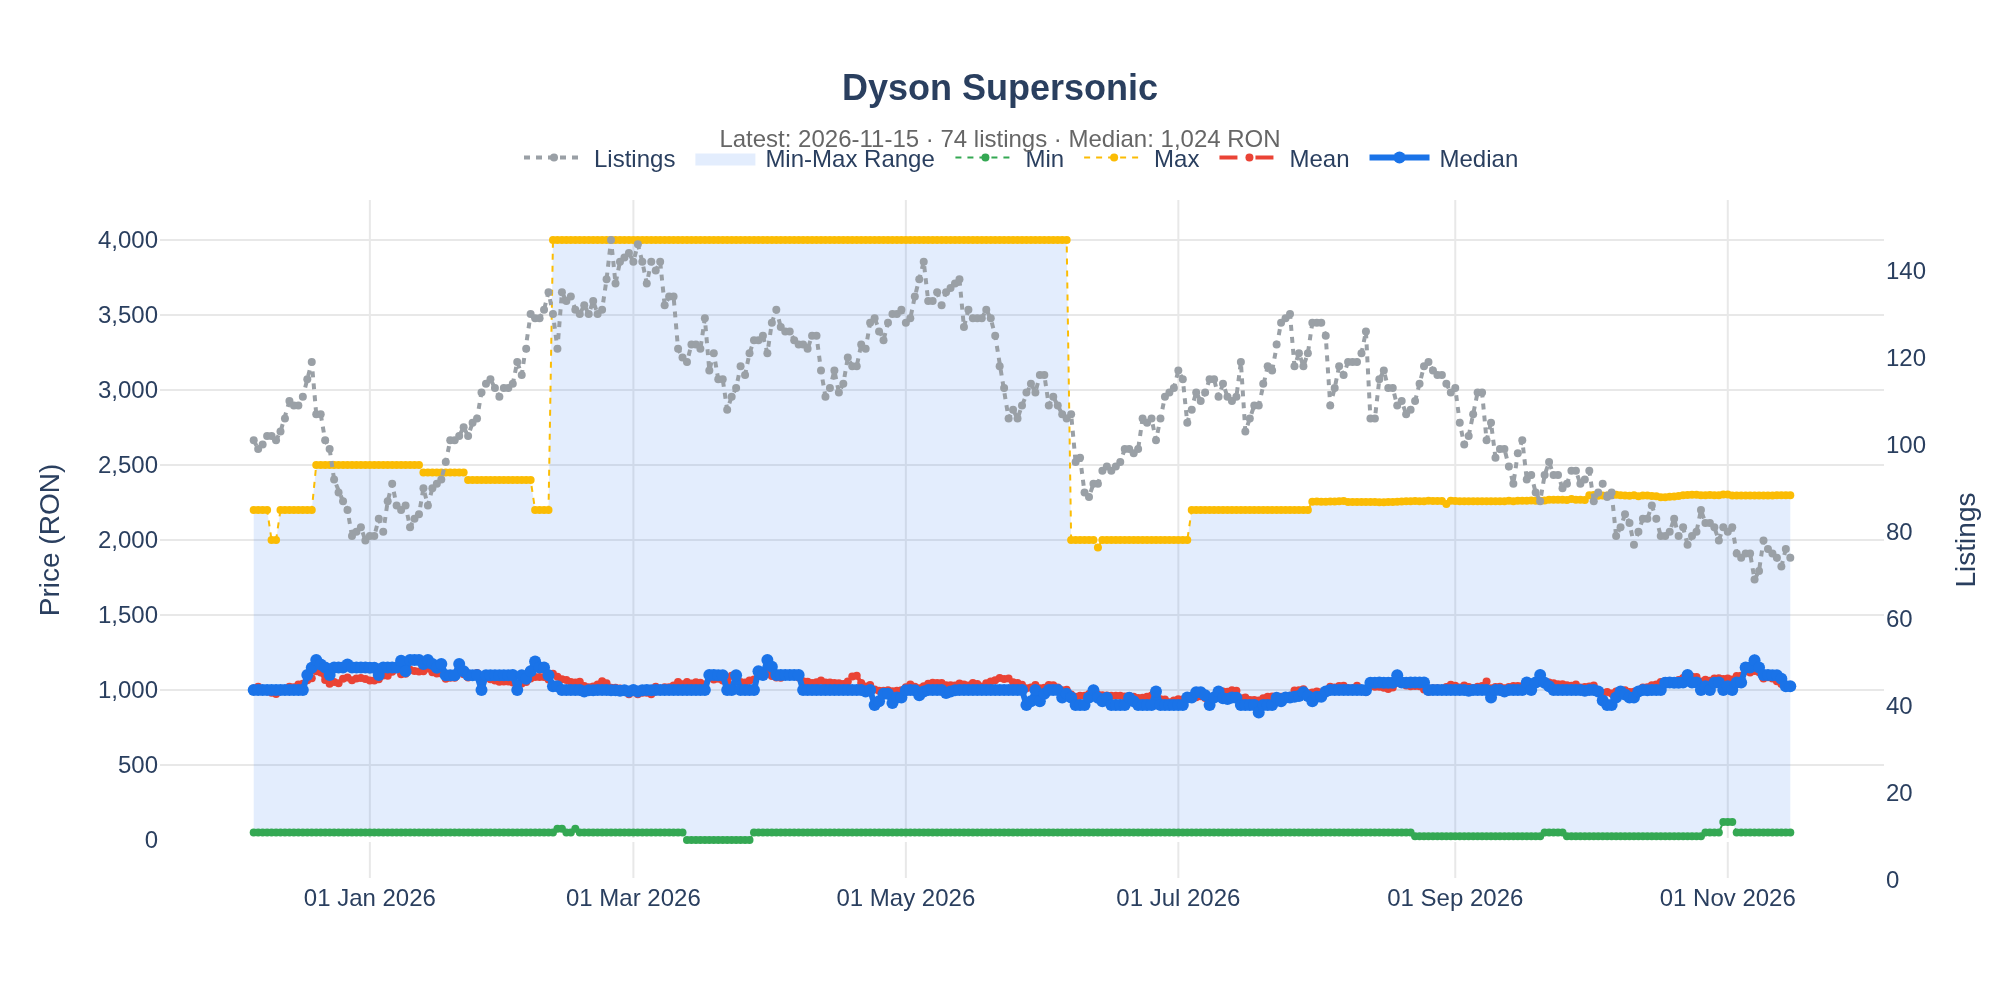 Dyson Supersonic
Latest: 2026-11-15 · 74 listings · Median: 1,024 RON
Listings Min-Max Range Min Max Mean Median
4,000
3,500
3,000
2,500
2,000
1,500
1,000
500
0
Price (RON)
140
120
100
80
60
40
20
0
Listings
01 Jan 2026 01 Mar 2026 01 May 2026 01 Jul 2026 01 Sep 2026 01 Nov 2026